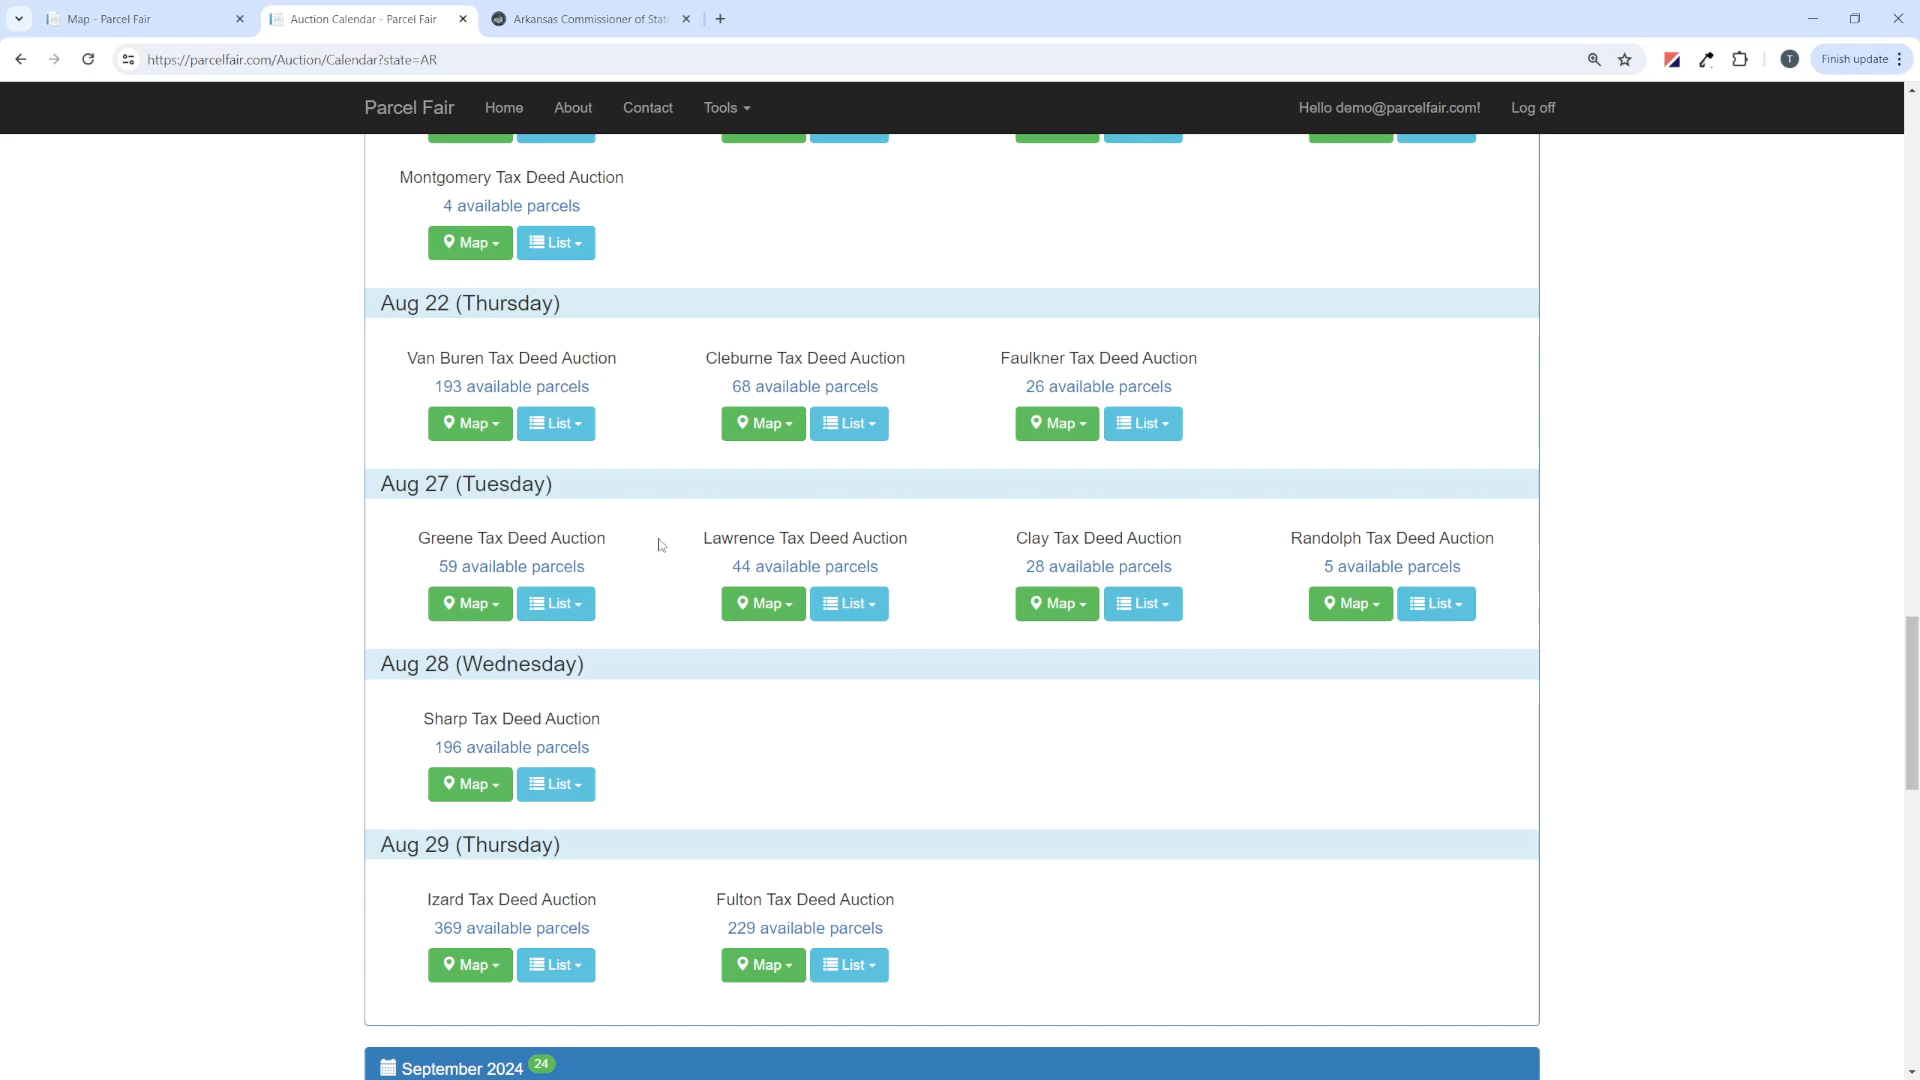 Map - Parcel Fair
Auction Calendar - Parcel Fair
Arkansas Commissioner of Stat
https://parcelfair.com/Auction/Calendar?state=AR
T
Finish update
Parcel Fair Home About Contact Tools Hello demo@parcelfair.com! Log off
Montgomery Tax Deed Auction
4 available parcels
Map List
Aug 22 (Thursday)
Van Buren Tax Deed Auction Cleburne Tax Deed Auction Faulkner Tax Deed Auction
193 available parcels 68 available parcels 26 available parcels
Map List Map List Map List
Aug 27 (Tuesday)
Greene Tax Deed Auction Lawrence Tax Deed Auction Clay Tax Deed Auction Randolph Tax Deed Auction
59 available parcels 44 available parcels 28 available parcels 5 available parcels
Map List Map List Map List Map List
Aug 28 (Wednesday)
Sharp Tax Deed Auction
196 available parcels
Map List
Aug 29 (Thursday)
Izard Tax Deed Auction Fulton Tax Deed Auction
369 available parcels 229 available parcels
Map List Map List
September 2024 24